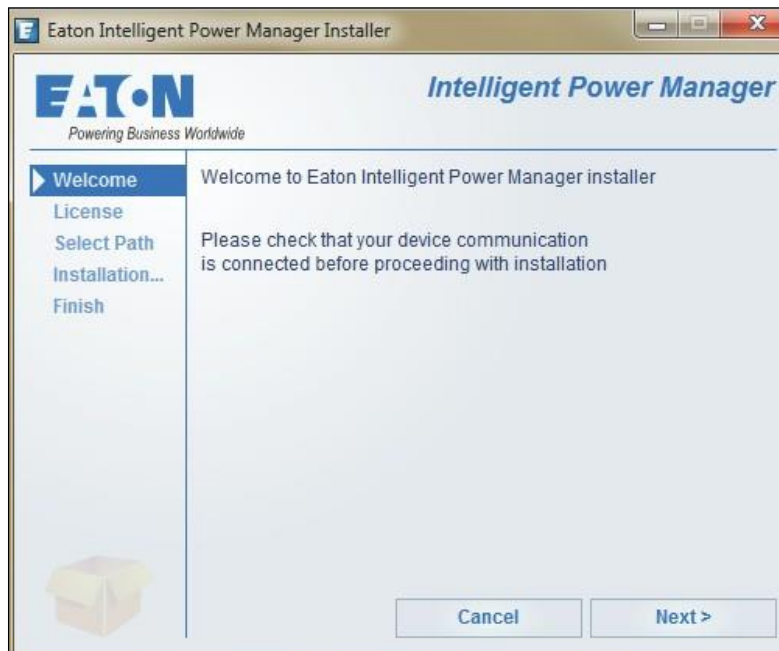 Eaton Intelligent Power Manager Installer
EATON
Powering Business Worldwide
Intelligent Power Manager
Welcome
License
Select Path
Installation...
Finish
Welcome to Eaton Intelligent Power Manager installer
Please check that your device communication
is connected before proceeding with installation
Cancel
Next >